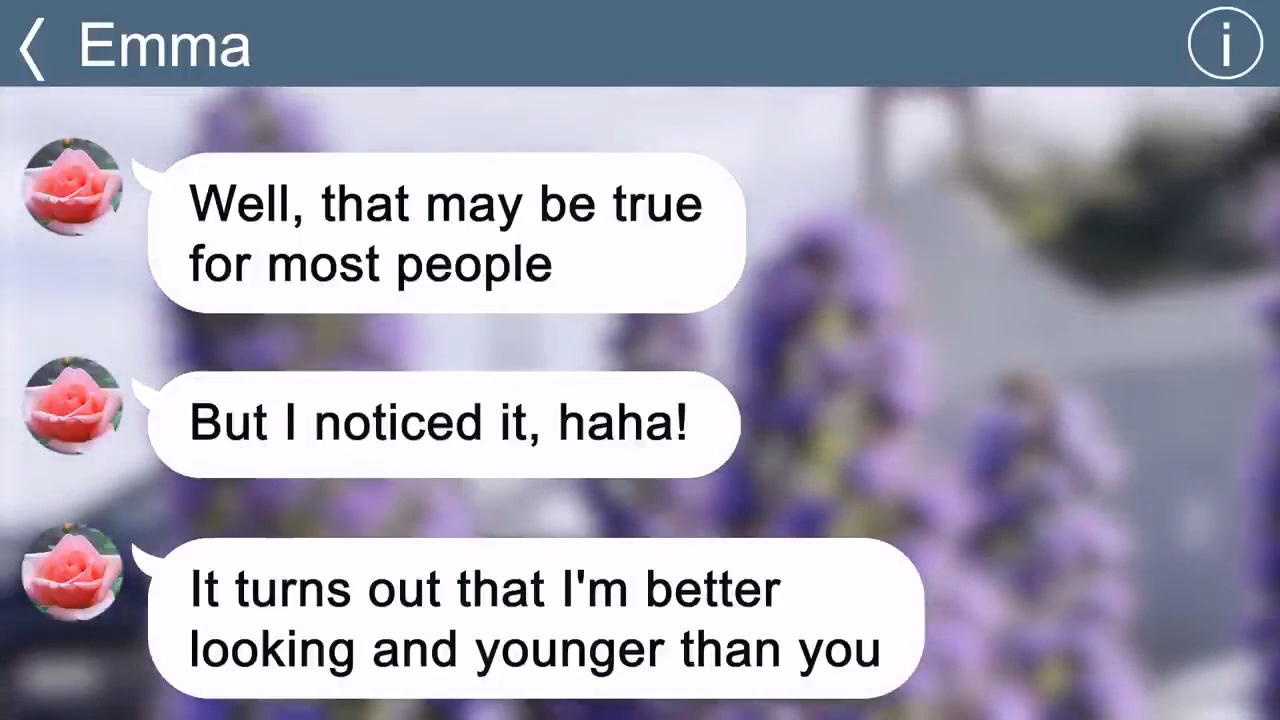 Emma
Well, that may be true
for most people
But I noticed it, haha!
It turns out that I'm better
looking and younger than you